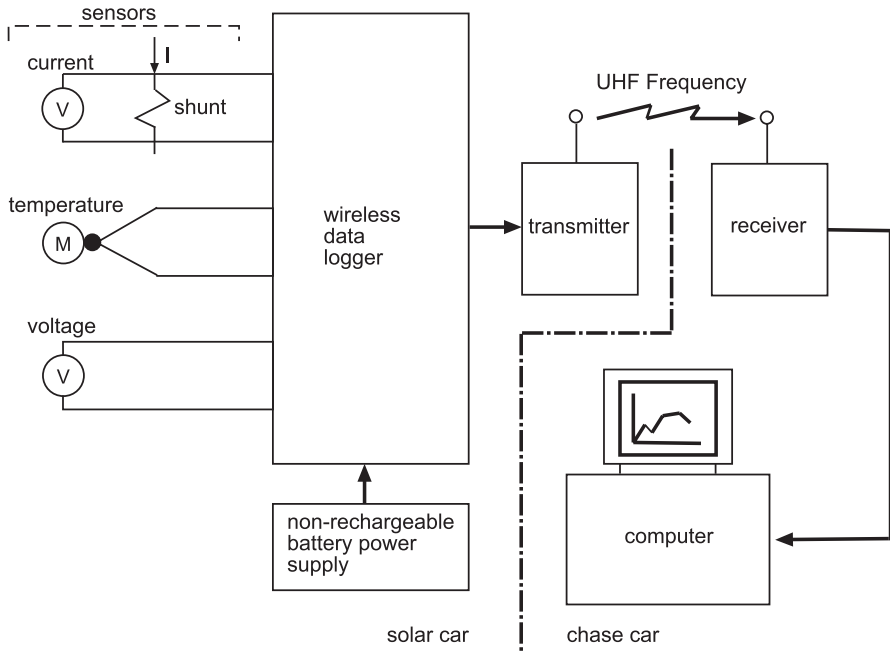 sensors
I
current
V
shunt
UHF Frequency
temperature
M
wireless
data
logger
transmitter
receiver
voltage
V
non-rechargeable
battery power
supply
computer
solar car
chase car